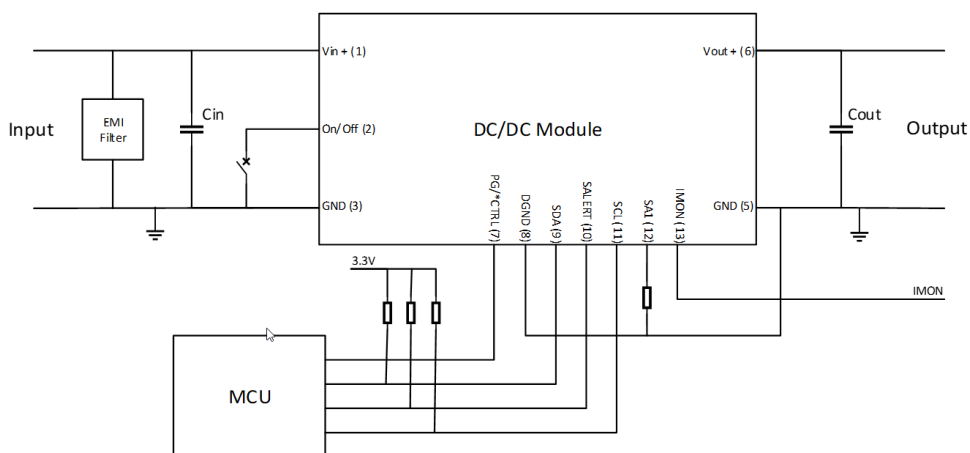 Vin + (1)
Vout + (6)
Input
EMI
Filter
Cin
On/Off (2)
DC/DC Module
Cout
Output
GND (3)
PG/*CTRL (7)
DGND (8)
SDA (9)
SALERT (10)
SCL (11)
SA1 (12)
IMON (13)
GND (5)
3.3V
IMON
MCU